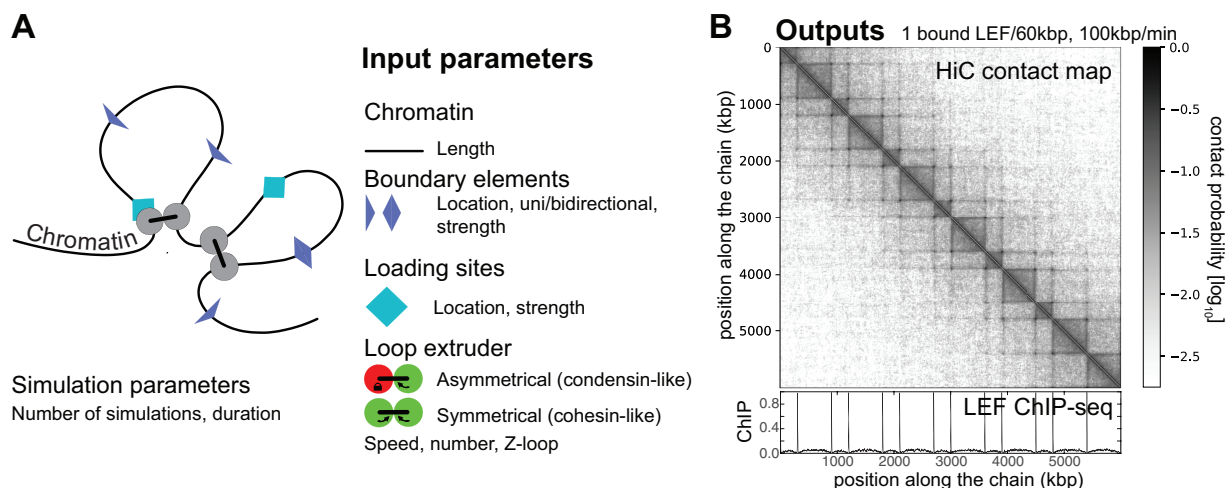 A
Input parameters
Chromatin
Length
Boundary elements
Location, uni/bidirectional,
strength
Loading sites
Location, strength
Loop extruder
Asymmetrical (condensin-like)
Symmetrical (cohesin-like)
Speed, number, Z-loop
Chromatin
Simulation parameters
Number of simulations, duration
B
Outputs 1 bound LEF/60kbp, 100kbp/min
HiC contact map
position along the chain (kbp)
0
1000
2000
3000
4000
5000
0.0
−0.5
−1.0
−1.5
−2.0
−2.5
contact probability [log10]
LEF ChIP-seq
ChIP
0.8
0.4
0.0
1000 2000 3000 4000 5000
position along the chain (kbp)